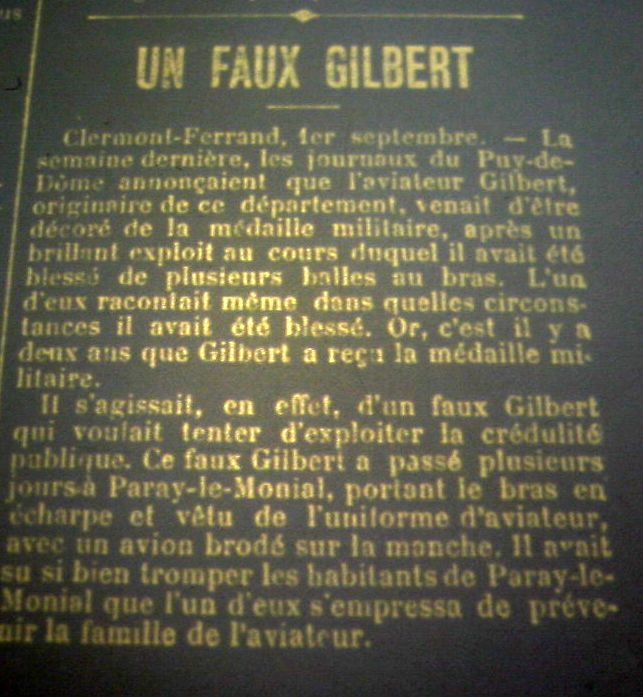 us
UN FAUX GILBERT
Clermont-Ferrand, 1er septembre. — La
semaine dernière, les journaux du Puy-de-
Dôme annonçaient que l'aviateur Gilbert,
originaire de ce département, venait d'être
décoré de la médaille militaire, après un
brillant exploit au cours duquel il avait été
blessé de plusieurs balles au bras. L'un
d'eux racontait même dans quelles circons-
tances il avait été blessé. Or, c'est il y a
deux ans que Gilbert a reçu la médaille mi-
litaire.
Il s'agissait, en effet, d'un faux Gilbert
qui voulait tenter d'exploiter la crédulité
publique. Ce faux Gilbert a passé plusieurs
jours à Paray-le-Monial, portant le bras en
écharpe et vêtu de l'uniforme d'aviateur,
avec un avion brodé sur la manche. Il avait
su si bien tromper les habitants de Paray-le-
Monial que l'un d'eux s'empressa de préve-
nir la famille de l'aviateur.